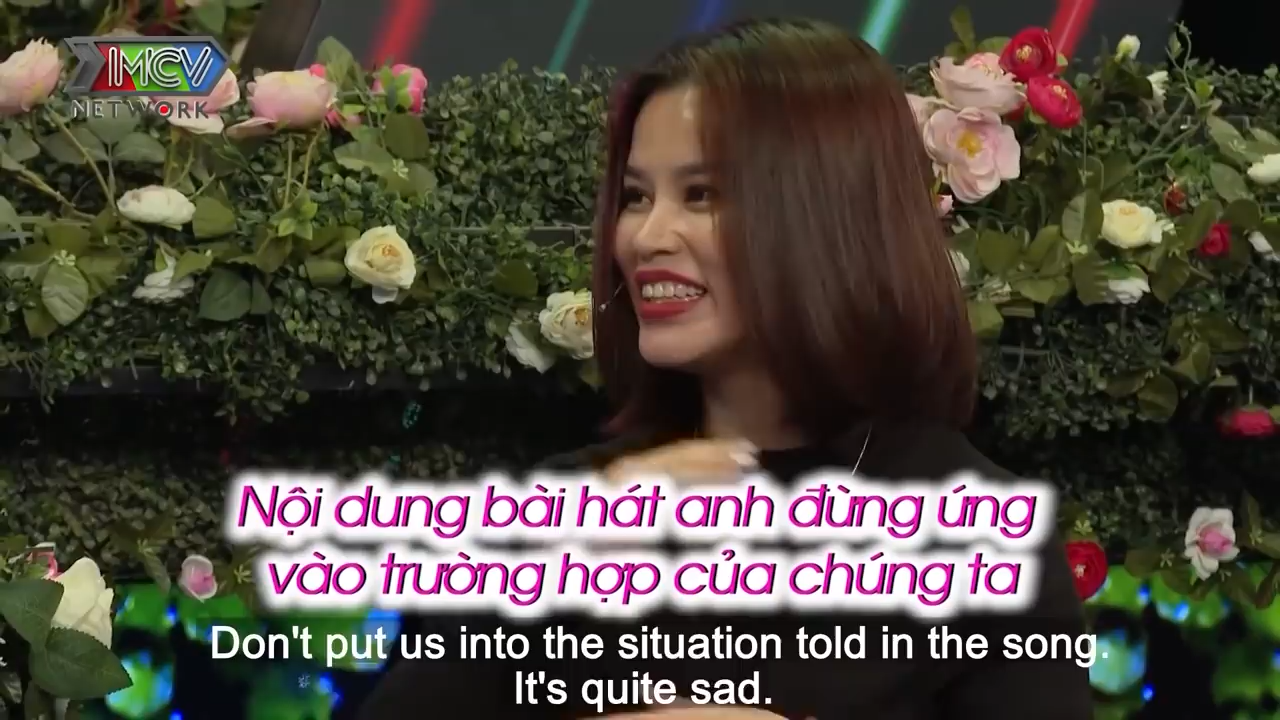 MCV
NETWORK
Nội dung bài hát anh đừng ứng
vào trường hợp của chúng ta
Don't put us into the situation told in the song.
It's quite sad.